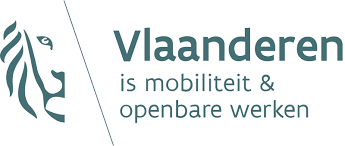 Vlaanderen
is mobiliteit &
openbare werken